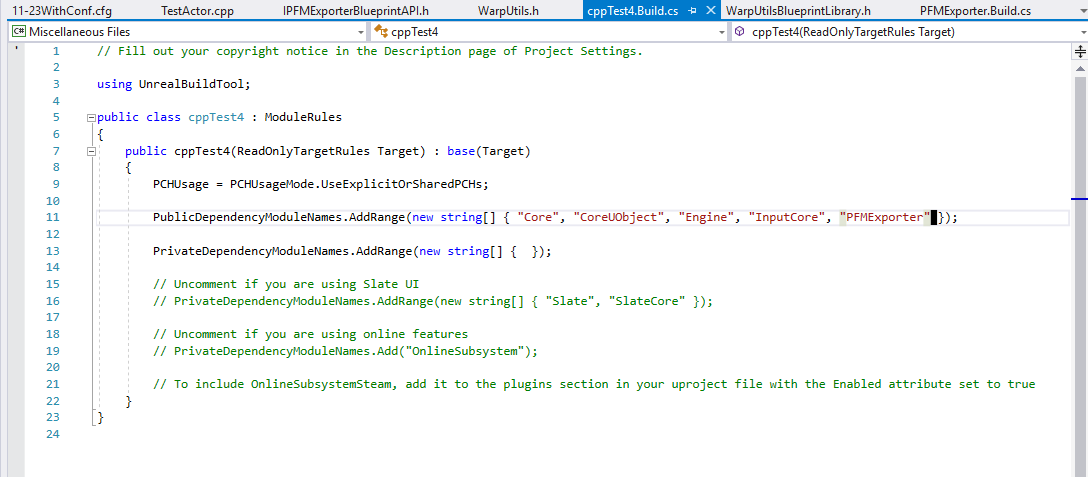 11-23WithConf.cfg TestActor.cpp IPFMExporterBlueprintAPI.h WarpUtils.h cppTest4.Build.cs WarpUtilsBlueprintLibrary.h PFMExporter.Build.cs
C# Miscellaneous Files cppTest4 cppTest4(ReadOnlyTargetRules Target)
1 // Fill out your copyright notice in the Description page of Project Settings.
2
3 using UnrealBuildTool;
4
5 public class cppTest4 : ModuleRules
6 {
7 public cppTest4(ReadOnlyTargetRules Target) : base(Target)
8 {
9 PCHUsage = PCHUsageMode.UseExplicitOrSharedPCHs;
10
11 PublicDependencyModuleNames.AddRange(new string[] { "Core", "CoreUObject", "Engine", "InputCore", "PFMExporter" });
12
13 PrivateDependencyModuleNames.AddRange(new string[] {  });
14
15 // Uncomment if you are using Slate UI
16 // PrivateDependencyModuleNames.AddRange(new string[] { "Slate", "SlateCore" });
17
18 // Uncomment if you are using online features
19 // PrivateDependencyModuleNames.Add("OnlineSubsystem");
20
21 // To include OnlineSubsystemSteam, add it to the plugins section in your uproject file with the Enabled attribute set to true
22 }
23 }
24